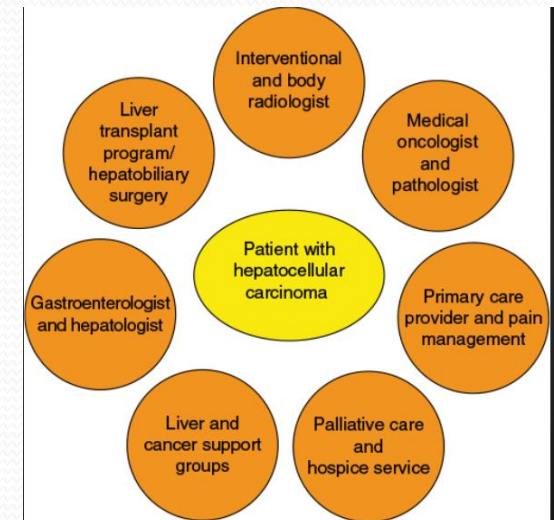 Interventional
and body
radiologist
Medical
oncologist
and
pathologist
Primary care
provider and pain
management
Palliative care
and
hospice service
Liver and
cancer support
groups
Gastroenterologist
and hepatologist
Liver
transplant
program/
hepatobiliary
surgery
Patient with
hepatocellular
carcinoma